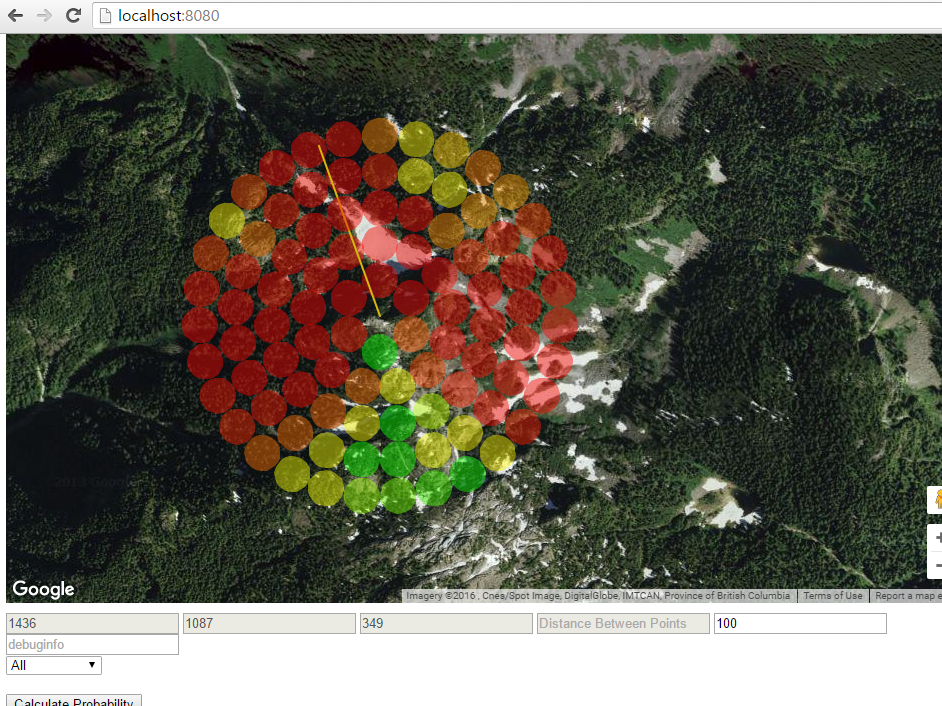 localhost:8080
Google
Imagery ©2016 , Cnes/Spot Image, DigitalGlobe, IMTCAN, Province of British Columbia
Terms of Use
Report a map e
1436
1087
349
Distance Between Points
100
debuginfo
All
Calculate Probability